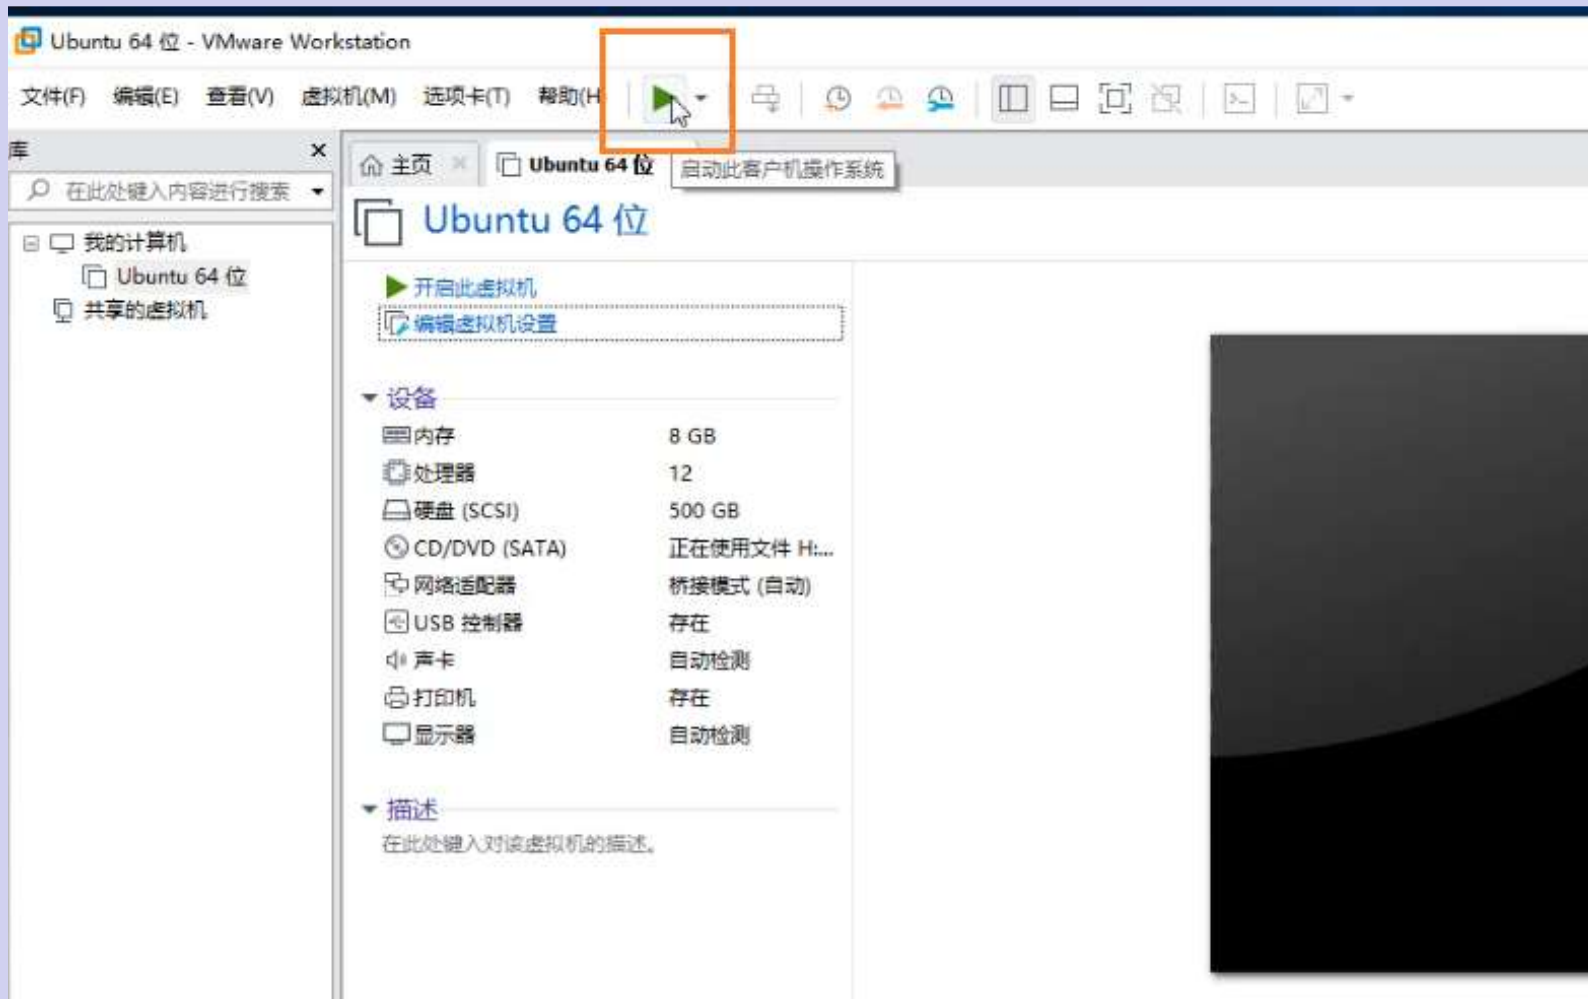 Ubuntu 64 位 - VMware Workstation
文件(F) 编辑(E) 查看(V) 虚拟机(M) 选项卡(T) 帮助(H
库
主页 Ubuntu 64 位
启动此客户机操作系统
在此处键入内容进行搜索
我的计算机
Ubuntu 64 位
共享的虚拟机
Ubuntu 64 位
开启此虚拟机
编辑虚拟机设置
设备
内存 8 GB
处理器 12
硬盘 (SCSI) 500 GB
CD/DVD (SATA) 正在使用文件 H:...
网络适配器 桥接模式 (自动)
USB 控制器 存在
声卡 自动检测
打印机 存在
显示器 自动检测
描述
在此处键入对该虚拟机的描述。